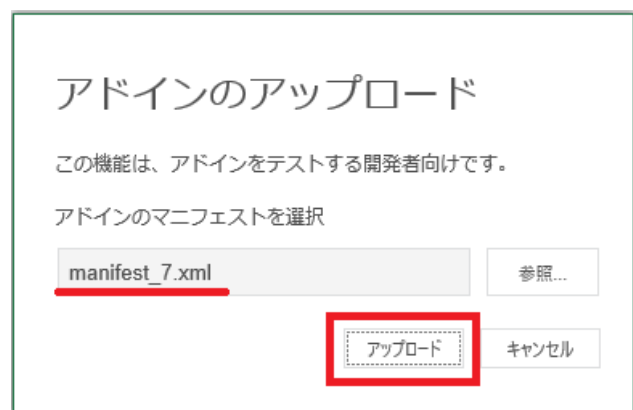 アドインのアップロード
この機能は、アドインをテストする開発者向けです。
アドインのマニフェストを選択
manifest_7.xml
参照...
アップロード
キャンセル